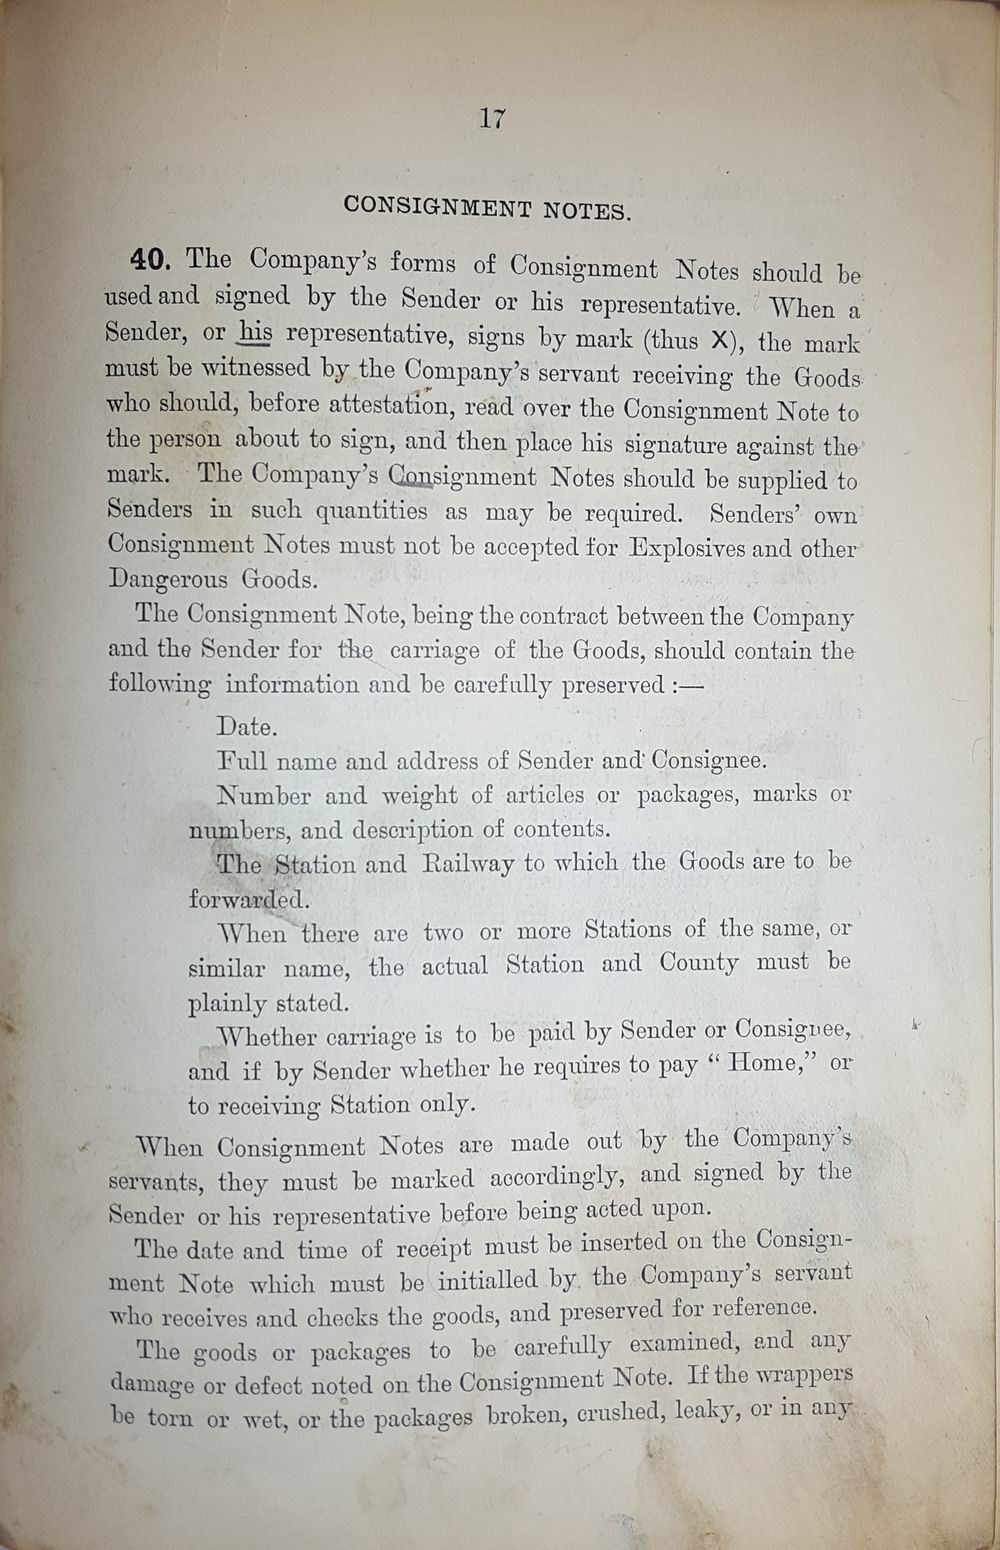 17
CONSIGNMENT NOTES.
40. The Company's forms of Consignment Notes should be
used and signed by the Sender or his representative. When a
Sender, or his representative, signs by mark (thus X), the mark
must be witnessed by the Company's servant receiving the Goods
who should, before attestation, read over the Consignment Note to
the person about to sign, and then place his signature against the
mark. The Company's Consignment Notes should be supplied to
Senders in such quantities as may be required. Senders' own
Consignment Notes must not be accepted for Explosives and other
Dangerous Goods.
The Consignment Note, being the contract between the Company
and the Sender for the carriage of the Goods, should contain the
following information and be carefully preserved :—
Date.
Full name and address of Sender and Consignee.
Number and weight of articles or packages, marks or
numbers, and description of contents.
The Station and Railway to which the Goods are to be
forwarded.
When there are two or more Stations of the same, or
similar name, the actual Station and County must be
plainly stated.
Whether carriage is to be paid by Sender or Consignee,
and if by Sender whether he requires to pay “ Home,” or
to receiving Station only.
When Consignment Notes are made out by the Company's
servants, they must be marked accordingly, and signed by the
Sender or his representative before being acted upon.
The date and time of receipt must be inserted on the Consign-
ment Note which must be initialled by the Company's servant
who receives and checks the goods, and preserved for reference.
The goods or packages to be carefully examined, and any
damage or defect noted on the Consignment Note. If the wrappers
be torn or wet, or the packages broken, crushed, leaky, or in any